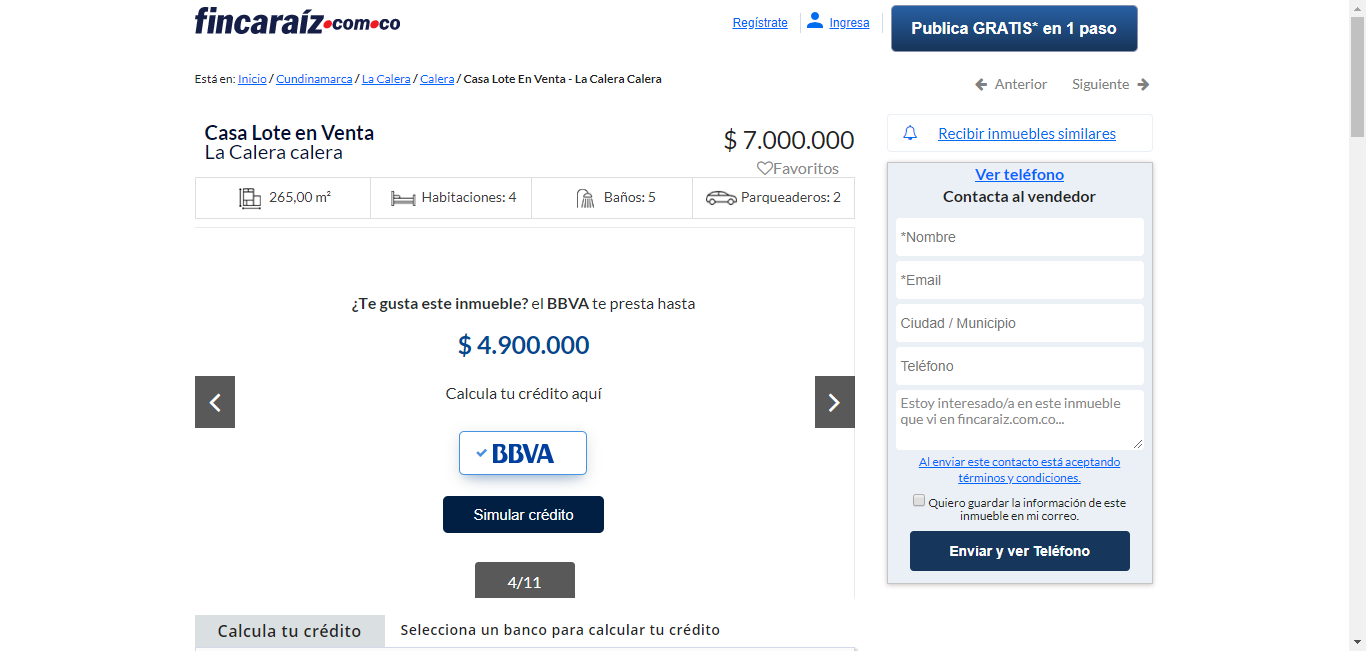 fincaraíz.com.co
Regístrate
Ingresa
Publica GRATIS* en 1 paso
Está en: Inicio / Cundinamarca / La Calera / Calera / Casa Lote En Venta - La Calera Calera
Anterior
Siguiente
Casa Lote en Venta
La Calera calera
$ 7.000.000
Favoritos
265,00 m²
Habitaciones: 4
Baños: 5
Parqueaderos: 2
¿Te gusta este inmueble? el BBVA te presta hasta
$ 4.900.000
Calcula tu crédito aquí
BBVA
Simular crédito
4/11
Calcula tu crédito
Selecciona un banco para calcular tu crédito
Recibir inmuebles similares
Ver teléfono
Contacta al vendedor
*Nombre
*Email
Ciudad / Municipio
Teléfono
Estoy interesado/a en este inmueble
que vi en fincaraiz.com.co...
Al enviar este contacto está aceptando
términos y condiciones.
Quiero guardar la información de este
inmueble en mi correo.
Enviar y ver Teléfono